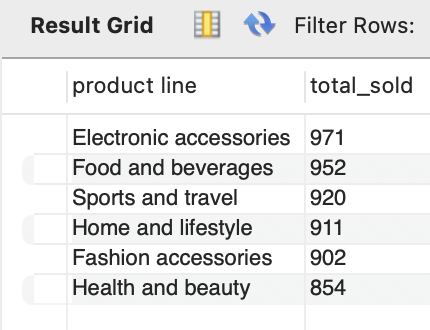 Result Grid Filter Rows:
product line total_sold
Electronic accessories 971
Food and beverages 952
Sports and travel 920
Home and lifestyle 911
Fashion accessories 902
Health and beauty 854